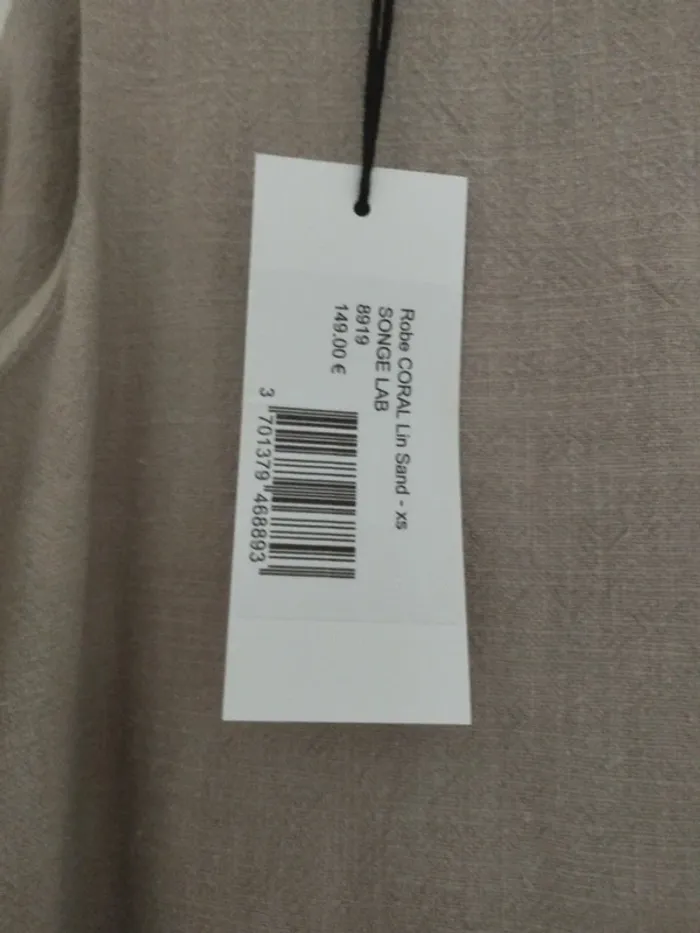 Robe CORAL Lin Sand - xs
SONGE LAB
8919
149.00 €
3 701379 468893